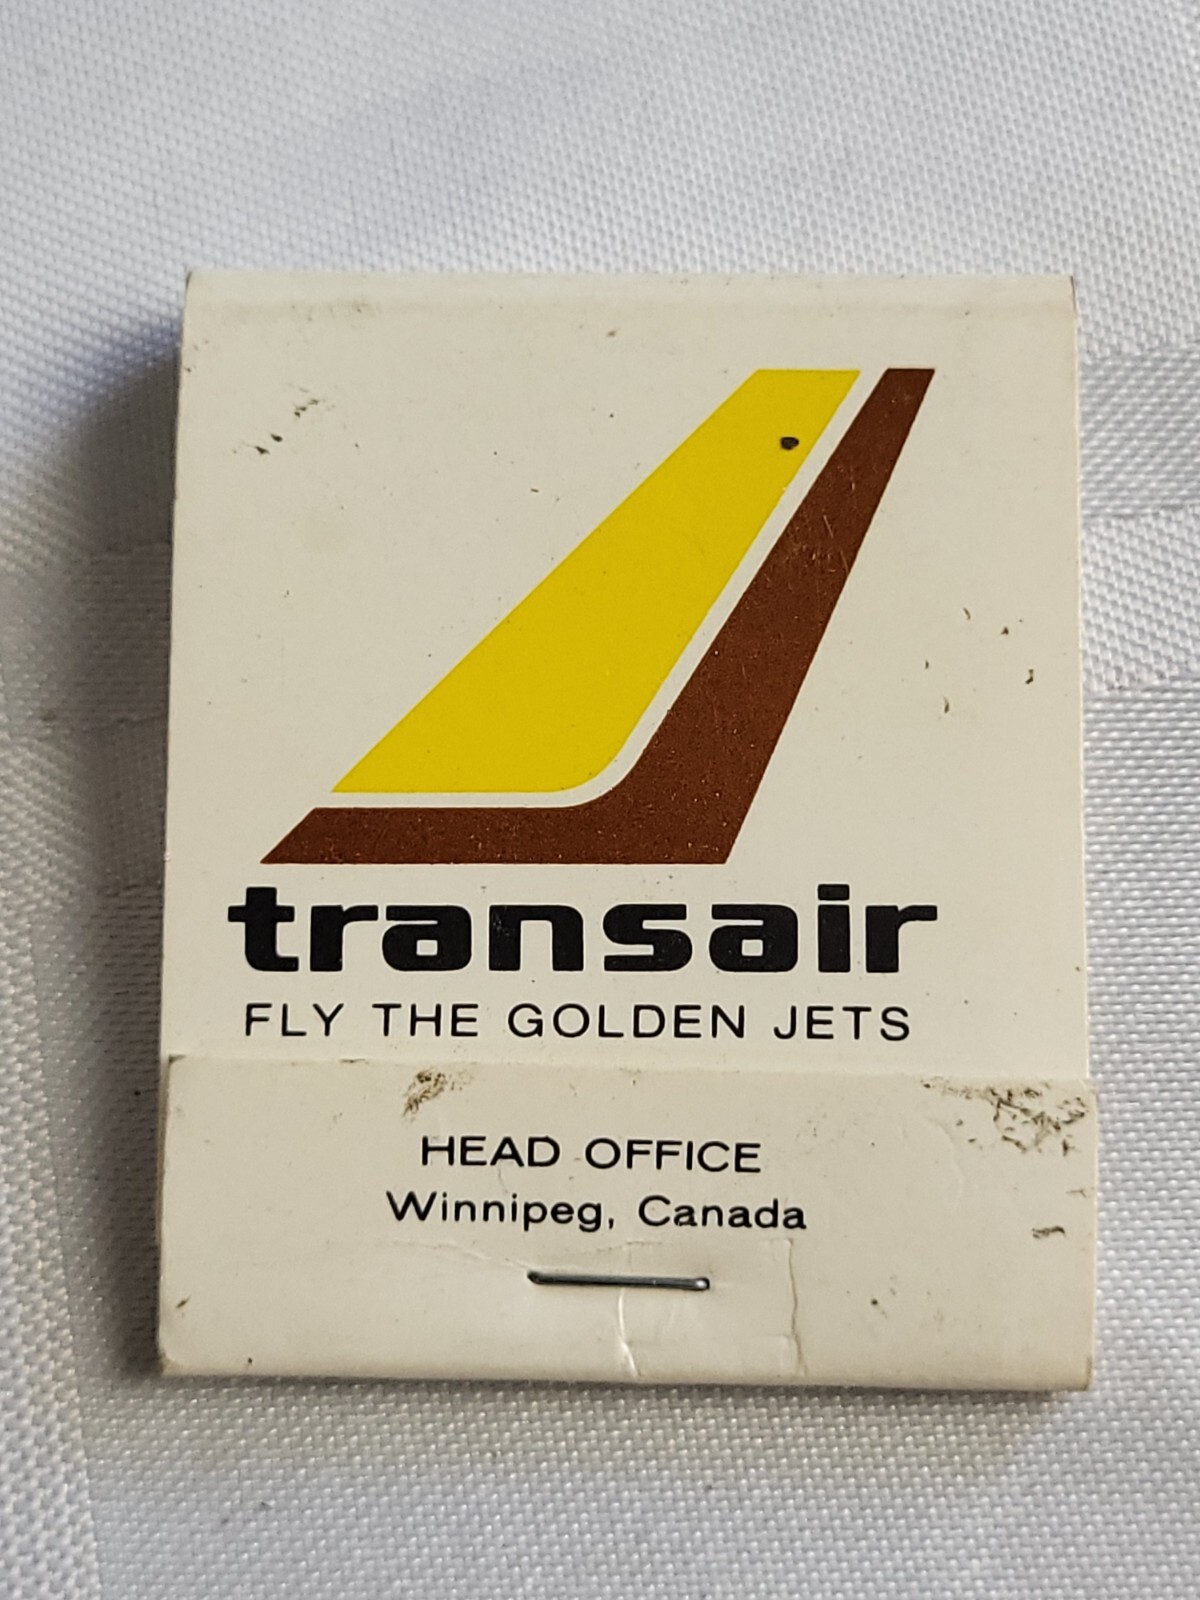 transair
FLY THE GOLDEN JETS
HEAD OFFICE
Winnipeg, Canada